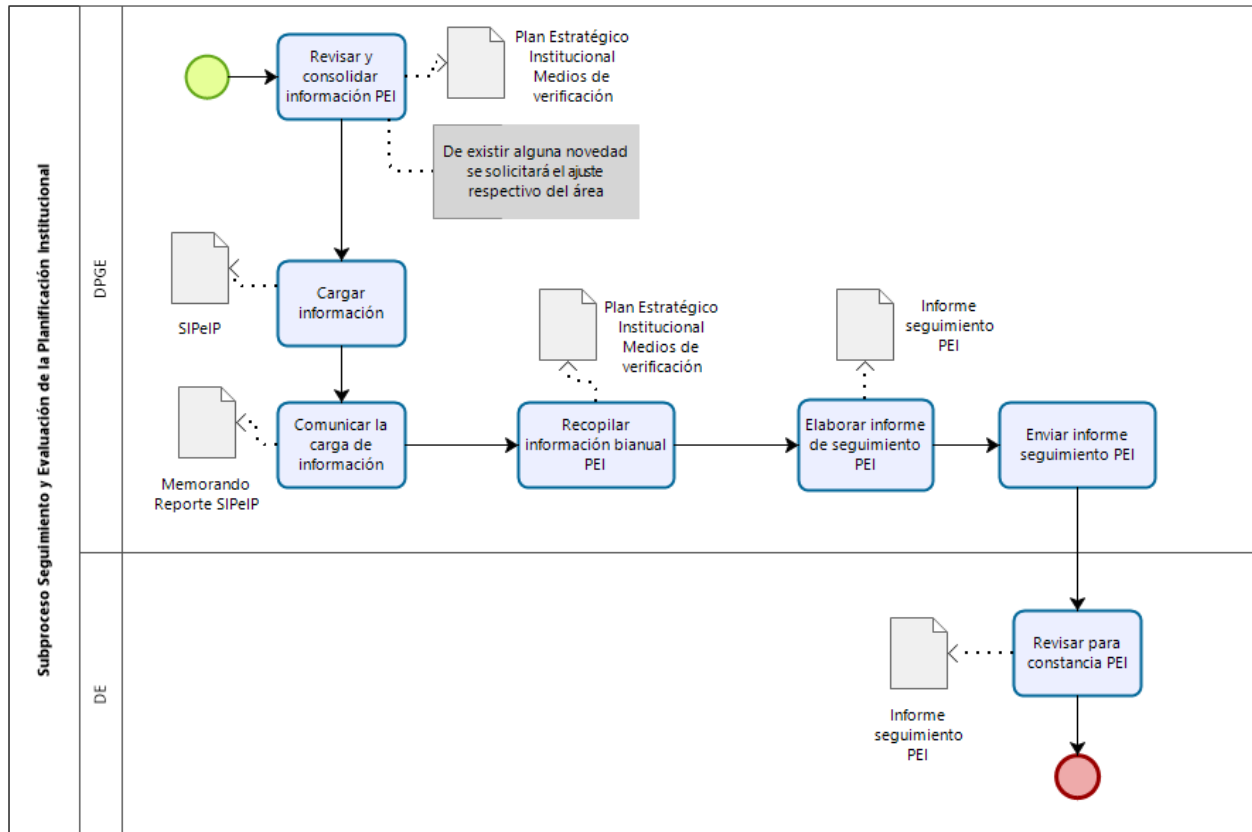 Subproceso Seguimiento y Evaluación de la Planificación Institucional
DPGE
Revisar y
consolidar
información PEI
Plan Estratégico
Institucional
Medios de
verificación
De existir alguna novedad
se solicitará el ajuste
respectivo del área
Cargar
información
SIPeIP
Comunicar la
carga de
información
Memorando
Reporte SIPeIP
Recopilar
información bianual
PEI
Plan Estratégico
Institucional
Medios de
verificación
Elaborar informe
de seguimiento
PEI
Informe
seguimiento
PEI
Enviar informe
seguimiento PEI
DE
Revisar para
constancia PEI
Informe
seguimiento
PEI